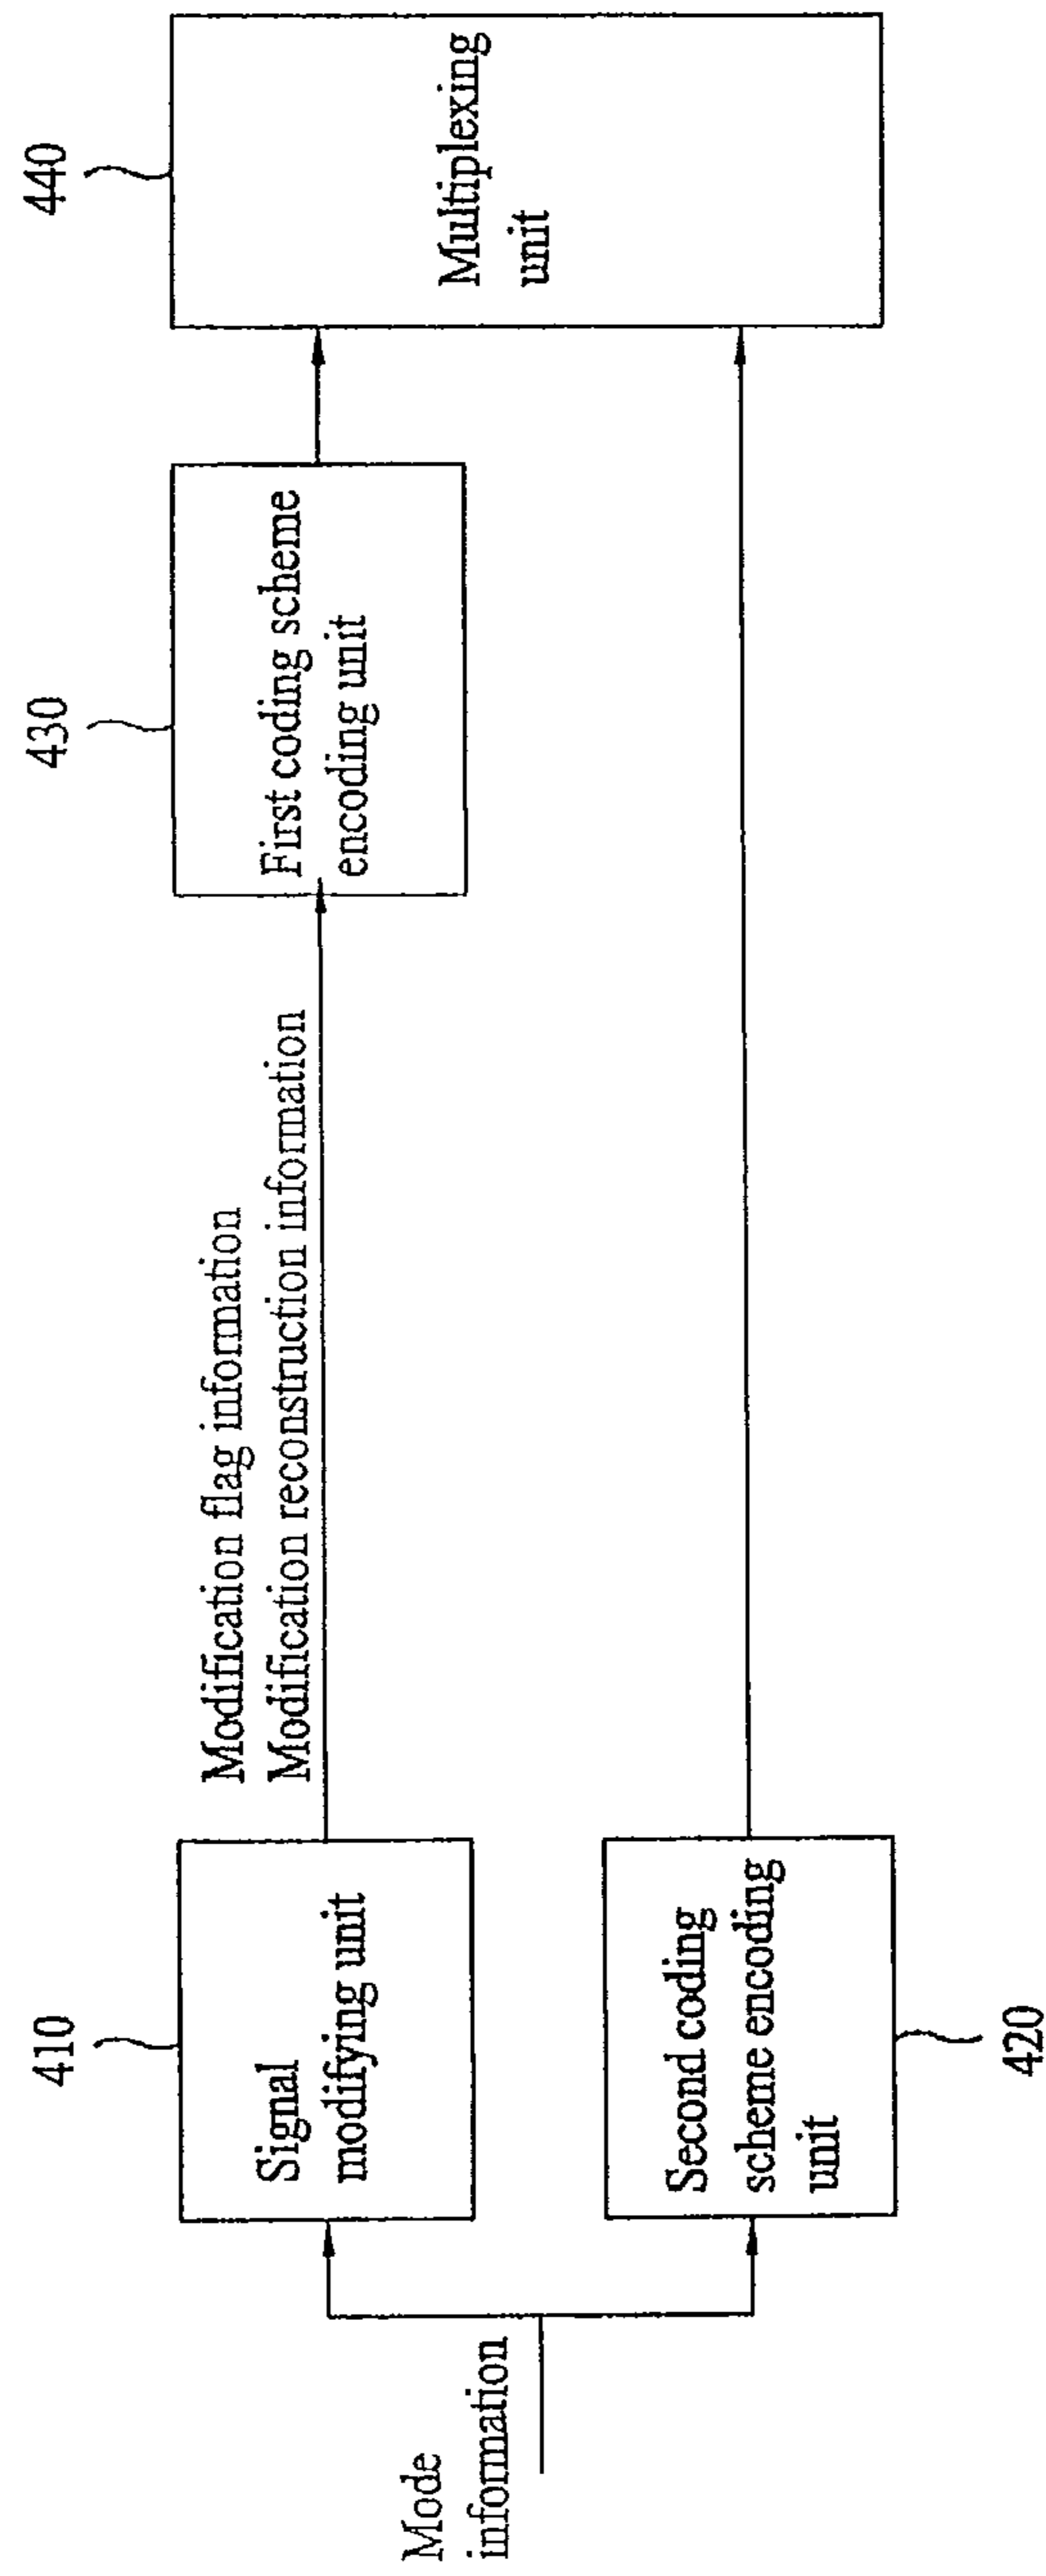 Mode
information
410
Signal
modifying unit
Second coding
scheme encoding
unit
420
Modification flag information
Modification reconstruction information
430
First coding scheme
encoding unit
440
Multiplexing
unit